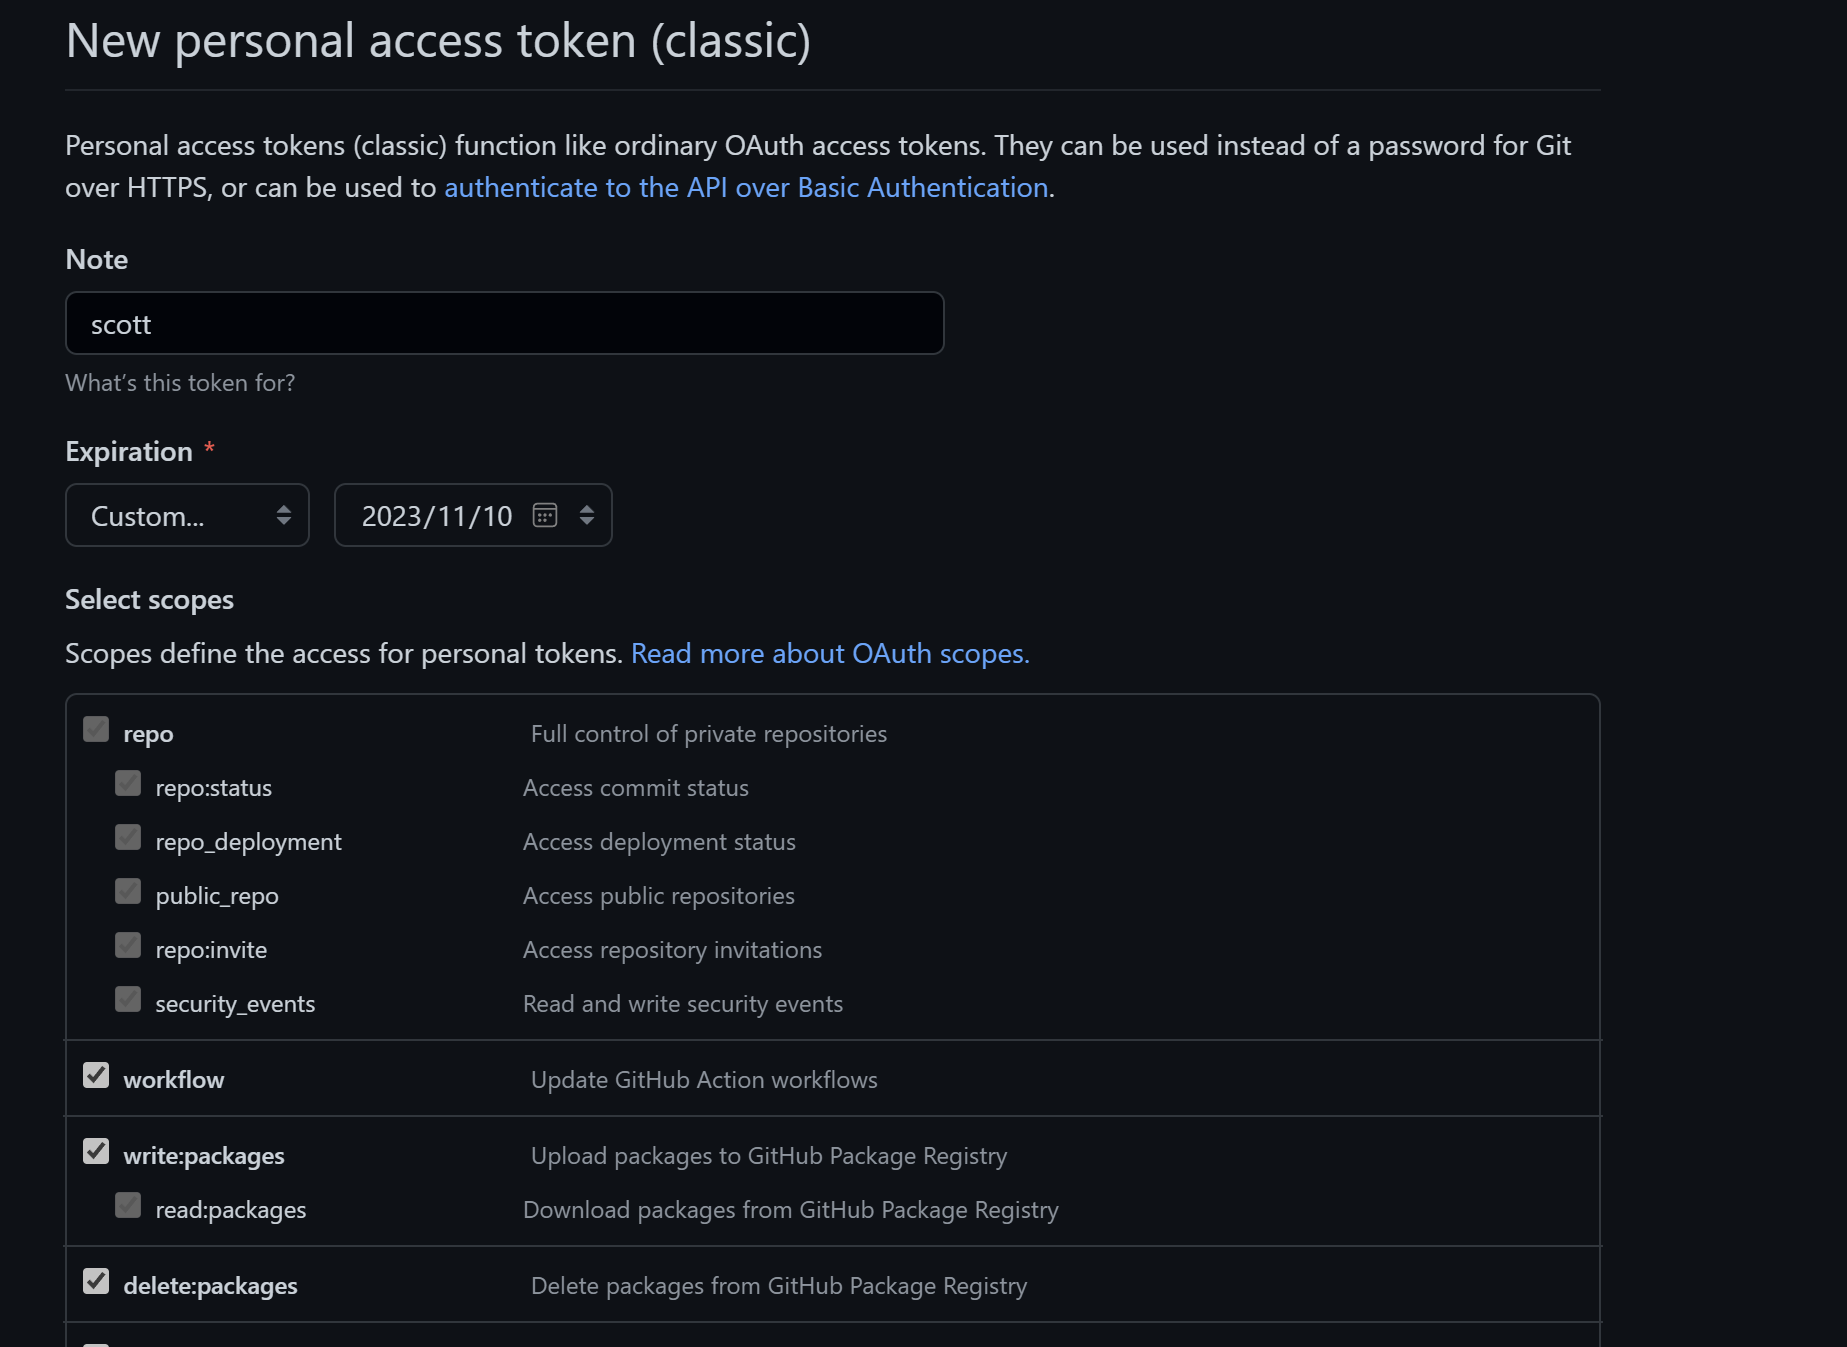 New personal access token (classic)
Personal access tokens (classic) function like ordinary OAuth access tokens. They can be used instead of a password for Git
over HTTPS, or can be used to authenticate to the API over Basic Authentication.
Note
scott
What's this token for?
Expiration *
Custom... 2023/11/10
Select scopes
Scopes define the access for personal tokens. Read more about OAuth scopes.
repo Full control of private repositories
repo:status Access commit status
repo_deployment Access deployment status
public_repo Access public repositories
repo:invite Access repository invitations
security_events Read and write security events
workflow Update GitHub Action workflows
write:packages Upload packages to GitHub Package Registry
read:packages Download packages from GitHub Package Registry
delete:packages Delete packages from GitHub Package Registry